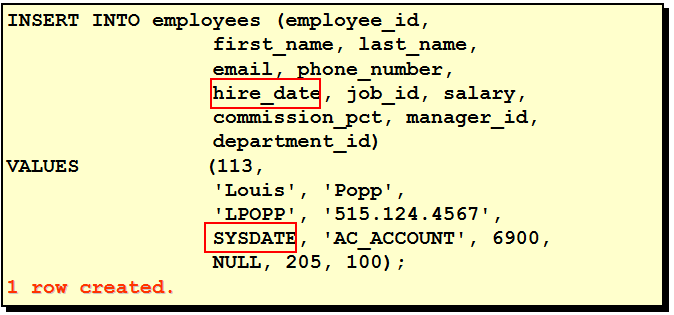 INSERT INTO employees (employee_id,
first_name, last_name,
email, phone_number,
hire_date, job_id, salary,
commission_pct, manager_id,
department_id)
VALUES (113,
'Louis', 'Popp',
'LPOPP', '515.124.4567',
SYSDATE, 'AC_ACCOUNT', 6900,
NULL, 205, 100);
1 row created.